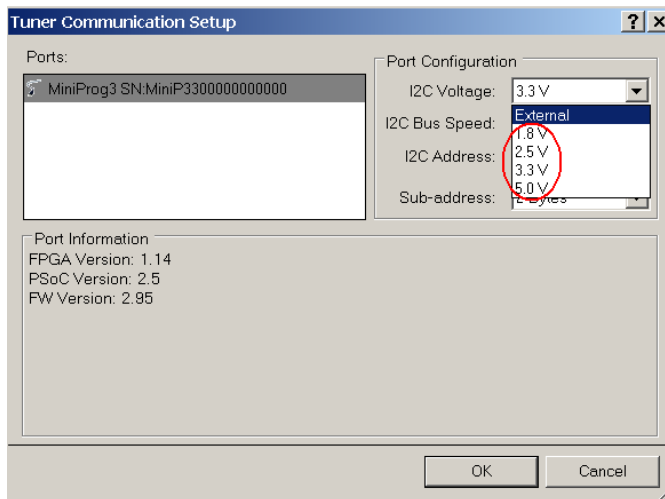 Tuner Communication Setup
Ports:
MiniProg3 SN:MiniP3300000000000
Port Configuration
I2C Voltage: 3.3 V
External
1.8 V
2.5 V
3.3 V
5.0 V
I2C Bus Speed:
I2C Address:
Sub-address: 2 Bytes
Port Information
FPGA Version: 1.14
PSoC Version: 2.5
FW Version: 2.95
OK
Cancel